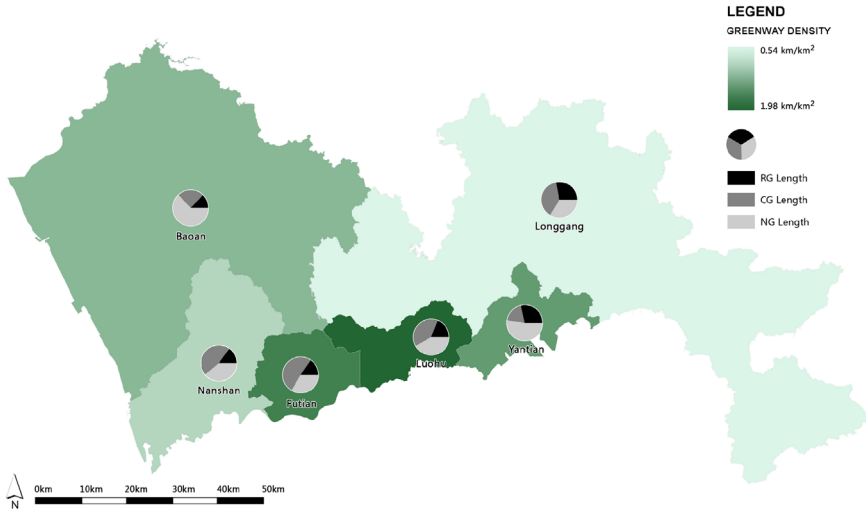 LEGEND
GREENWAY DENSITY
0.54 km/km²
1.98 km/km²
RG Length
CG Length
NG Length
Baoan
Longgang
Nanshan
Futian
Luohu
Yantian
0km 10km 20km 30km 40km 50km
N